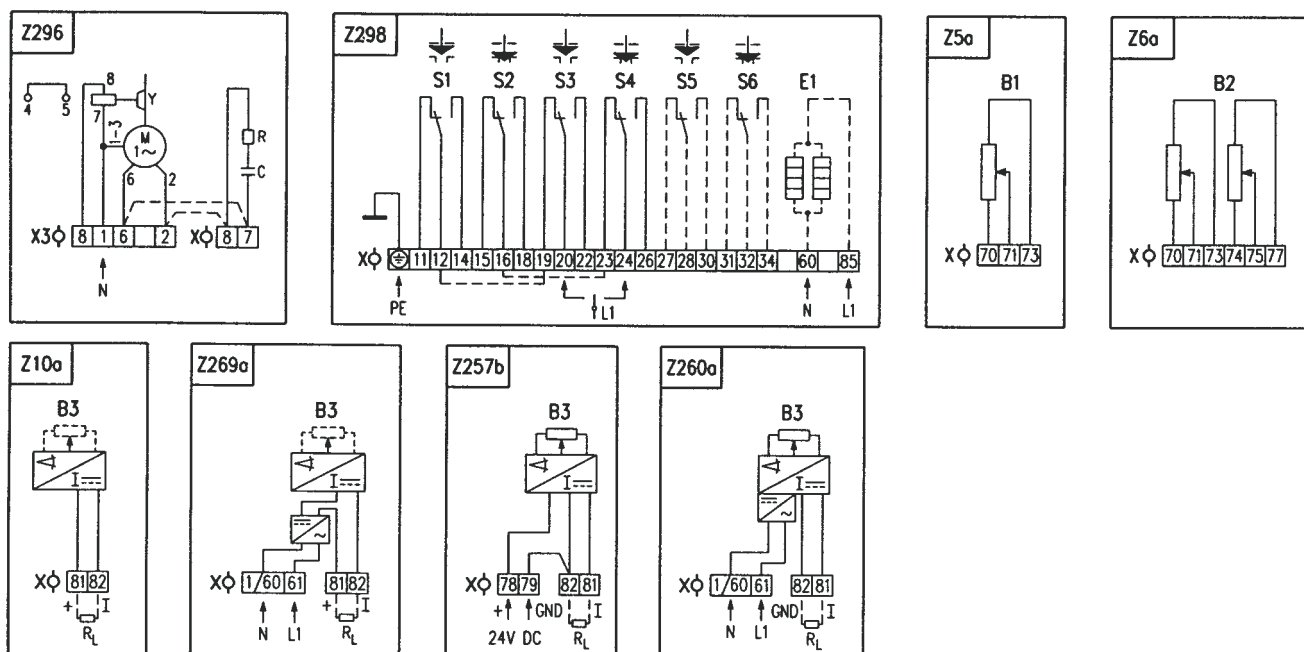 Z296
8
4 5 7 Y
1-3
M
1~
R
C
6 2
X3 8 1 6 2 X 8 7
N
Z298
S1 S2 S3 S4 S5 S6 E1
X 11 12 14 15 16 18 19 20 22 23 24 26 27 28 30 31 32 34 60 85
PE L1 N L1
Z5a
B1
X 70 71 73
Z6a
B2
X 70 71 73 74 75 77
Z10a
B3
I
X 81 82
+ I
RL
Z269a
B3
I
~
X 1/60 61 81 82
N L1 + I
RL
Z257b
B3
I
X 78 79 82 81
+ GND I
24V DC RL
Z260a
B3
I
~
X 1/60 61 82 81
N L1 GND I
RL